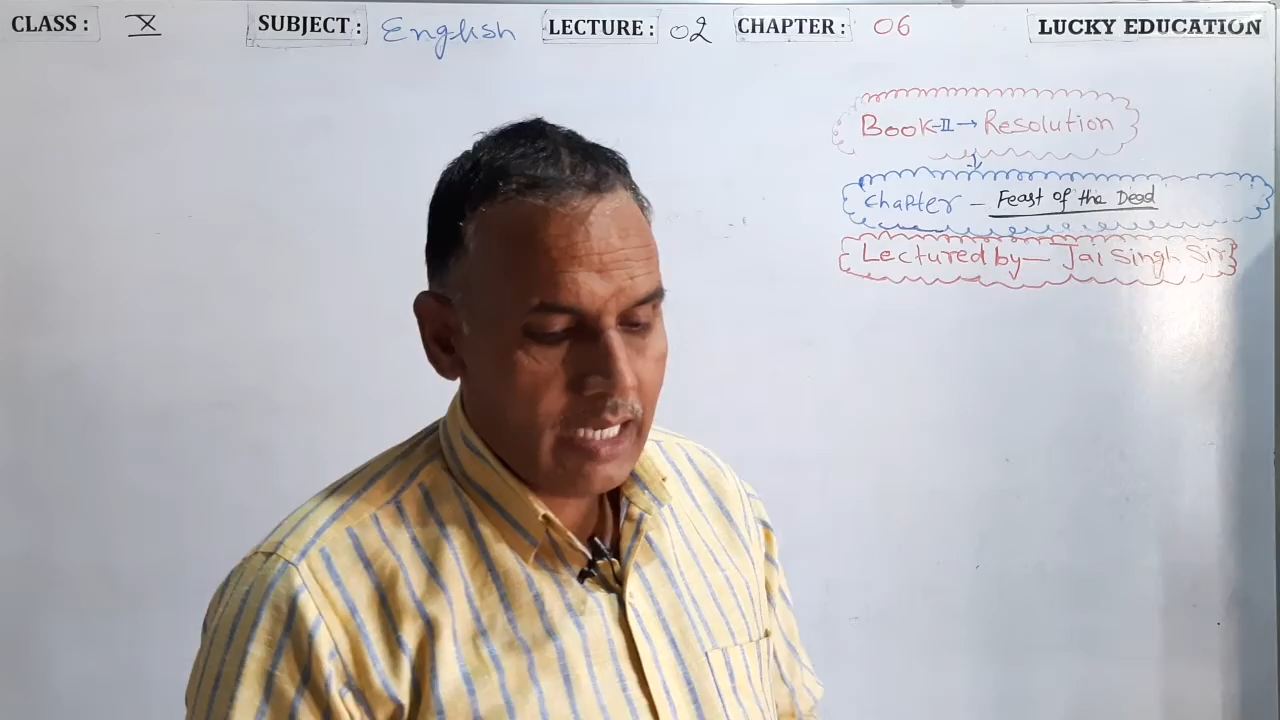 CLASS : X SUBJECT : English LECTURE : 02 CHAPTER : 06 LUCKY EDUCATION
Book-II → Resolution
Chapter - Feast of the Dead
Lectured by- Jai Singh Sir